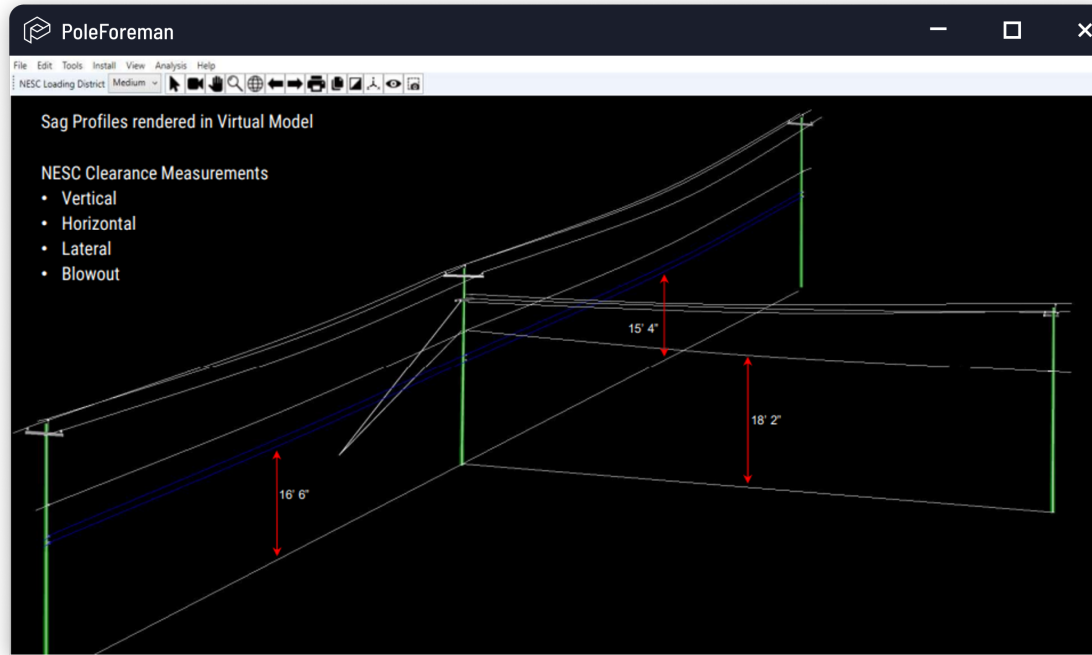 PoleForeman
File Edit Tools Install View Analysis Help
NESC Loading District Medium
Sag Profiles rendered in Virtual Model
NESC Clearance Measurements
• Vertical
• Horizontal
• Lateral
• Blowout
15' 4"
18' 2"
16' 6"